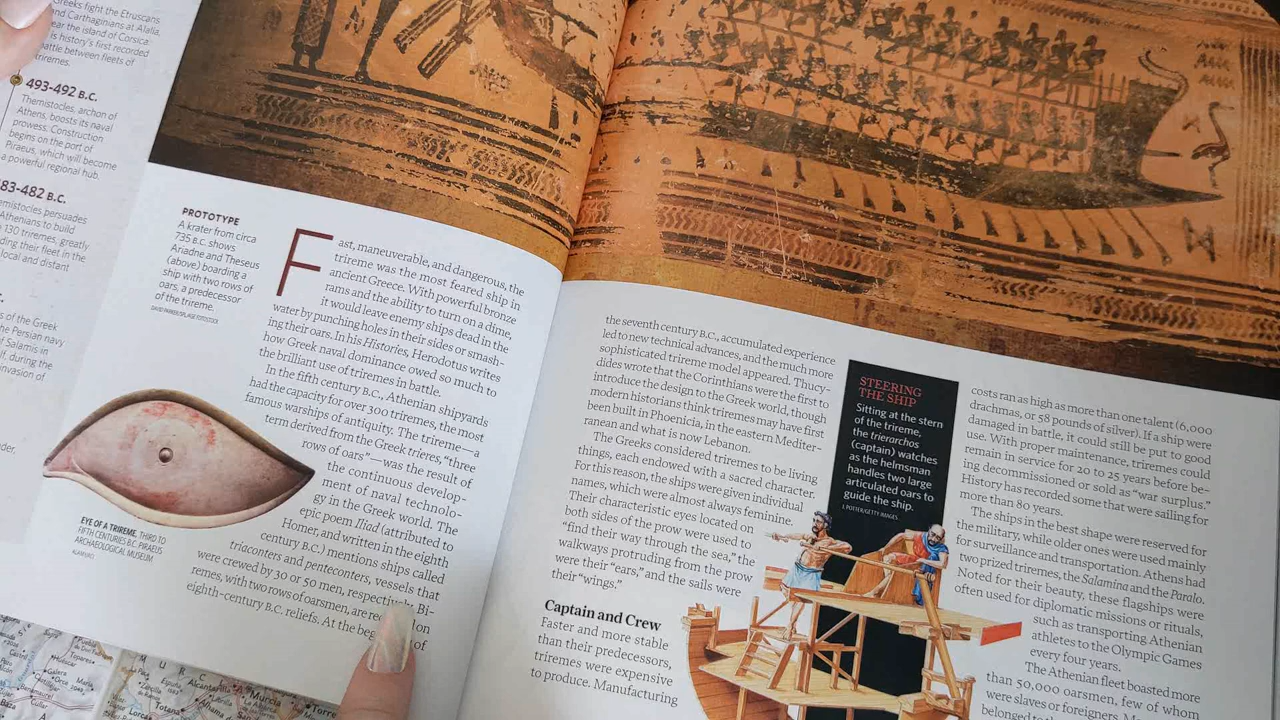 Greeks fight the Etruscans
and Carthaginians at Alalia,
near the island of Corsica.
is history's first recorded
battle between fleets of
triremes.
493-492 B.C.
Themistocles, archon of
Athens, boosts its naval
prowess. Construction
begins on the port of
Piraeus, which will become
a powerful regional hub.
83-482 B.C.
emistocles persuades
Athenians to build
130 triremes, greatly
ding their fleet in the
local and distant
s of the Greek
he Persian navy
f Salamis in
lf, during the
invasion of
PROTOTYPE
A krater from circa
735 B.C. shows
Ariadne and Theseus
(above) boarding a
ship with two rows of
oars, a predecessor
of the trireme.
Fast, maneuverable, and dangerous, the
trireme was the most feared ship in
ancient Greece. With powerful bronze
rams and the ability to turn on a dime,
it would leave enemy ships dead in the
water by punching holes in their sides or smash-
ing their oars. In his Histories, Herodotus writes
how Greek naval dominance owed so much to
the brilliant use of triremes in battle.
In the fifth century B.C., Athenian shipyards
had the capacity for over 300 triremes, the most
famous warship of antiquity. The trireme—a
term derived from the Greek trieres, “three
rows of oars”—was the result of
the continuous develop-
ment of naval technolo-
gy in the Greek world. The
epic poem Iliad (attributed to
Homer, and written in the eighth
century B.C.) mentions ships called
triaconters and penteconters, vessels that
were crewed by 30 or 50 men, respectively. Bi-
remes, with two rows of oarsmen, are re on
eighth-century B.C. reliefs. At the beg of
EYE OF A TRIREME. THIRD TO
FIFTH CENTURIES B.C. PIRAEUS
ARCHAEOLOGICAL MUSEUM
the seventh century B.C., accumulated experience
led to new technical advances, and the much more
sophisticated trireme model appeared. Thucy-
dides wrote that the Corinthians were the first to
introduce the design to the Greek world, though
modern historians think triremes may have first
been built in Phoenicia, in the eastern Mediter-
ranean and what is now Lebanon.
The Greeks considered triremes to be living
things, each endowed with a sacred character.
For this reason, the ships were given individual
names, which were almost always feminine.
Their characteristic eyes located on
both sides of the prow were used to
“find their way through the sea,” the
walkways protruding from the prow
were their “ears,” and the sails were
their “wings.”
Captain and Crew
Faster and more stable
than their predecessors,
triremes were expensive
to produce. Manufacturing
STEERING
THE SHIP
Sitting at the stern
of the trireme,
the trierarchos
(captain) watches
as the helmsman
handles two large
articulated oars to
guide the ship.
J. POTTER/GETTY IMAGES
costs ran as high as more than one talent (6,000
drachmas, or 58 pounds of silver). If a ship were
damaged in battle, it could still be put to good
use. With proper maintenance, triremes could
remain in service for 20 to 25 years before be-
ing decommissioned or sold as “war surplus.”
History has recorded some that were sailing for
more than 80 years.
The ships in the best shape were reserved for
the military, while older ones were used mainly
for surveillance and transportation. Athens had
two prized triremes, the Salamina and the Paralo.
Noted for their beauty, these flagships were
often used for diplomatic missions or rituals,
such as transporting Athenian
athletes to the Olympic Games
every four years.
The Athenian fleet boasted more
than 50,000 oarsmen, few of whom
were slaves or foreigners